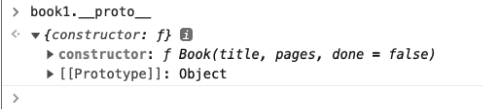 > book1.__proto__
<· ▼{constructor: ƒ} i
▶ constructor: ƒ Book(title, pages, done = false)
▶ [[Prototype]]: Object
>